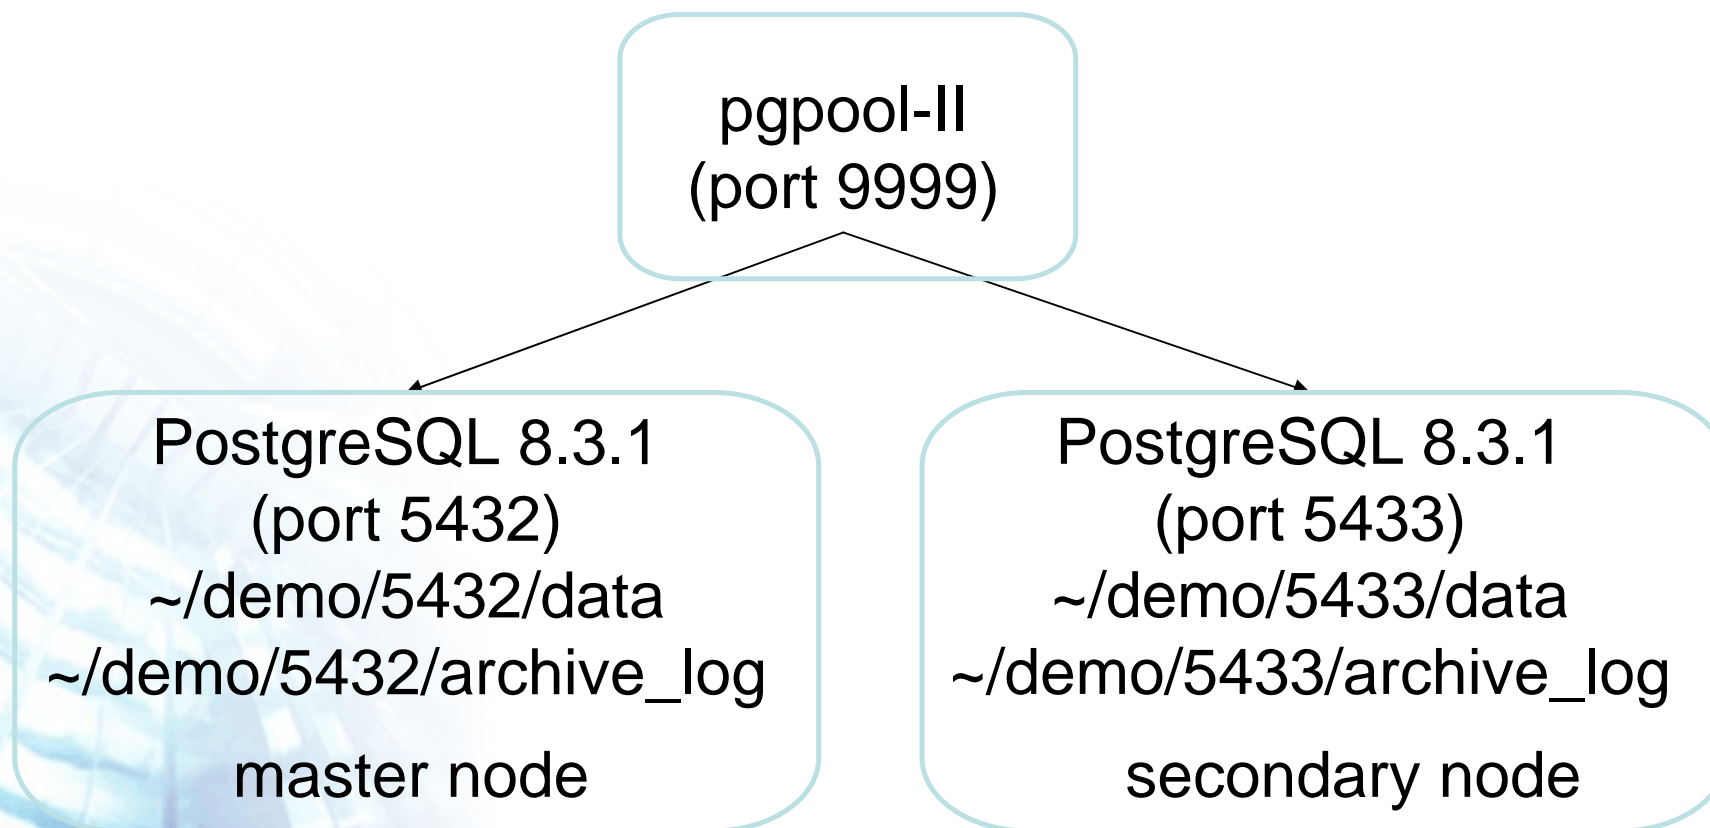 pgpool-II
(port 9999)
PostgreSQL 8.3.1
(port 5432)
~/demo/5432/data
~/demo/5432/archive_log
master node
PostgreSQL 8.3.1
(port 5433)
~/demo/5433/data
~/demo/5433/archive_log
secondary node